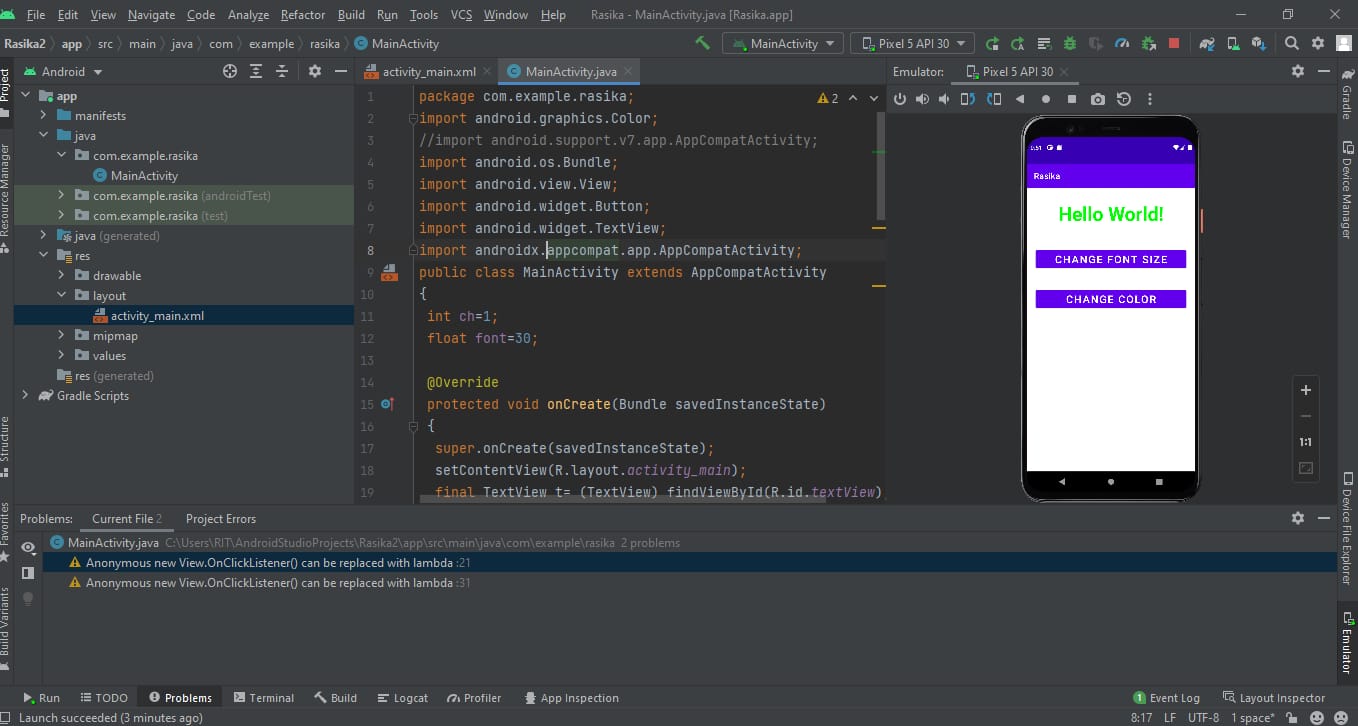 File Edit View Navigate Code Analyze Refactor Build Run Tools VCS Window Help Rasika - MainActivity.java [Rasika.app]
Rasika2 app src main java com example rasika MainActivity MainActivity Pixel 5 API 30
Project
Resource Manager
Structure
Favorites
Build Variants
Android
app
manifests
java
com.example.rasika
MainActivity
com.example.rasika (androidTest)
com.example.rasika (test)
java (generated)
res
drawable
layout
activity_main.xml
mipmap
values
res (generated)
Gradle Scripts
activity_main.xml MainActivity.java
2
1 package com.example.rasika;
2 import android.graphics.Color;
3 //import android.support.v7.app.AppCompatActivity;
4 import android.os.Bundle;
5 import android.view.View;
6 import android.widget.Button;
7 import android.widget.TextView;
8 import androidx.appcompat.app.AppCompatActivity;
9 public class MainActivity extends AppCompatActivity
10 {
11 int ch=1;
12 float font=30;
13
14 @Override
15 protected void onCreate(Bundle savedInstanceState)
16 {
17 super.onCreate(savedInstanceState);
18 setContentView(R.layout.activity_main);
19 final TextView t= (TextView) findViewById(R.id.textView)
Emulator: Pixel 5 API 30
Rasika
Hello World!
CHANGE FONT SIZE
CHANGE COLOR
1:1
Gradle
Device Manager
Device File Explorer
Emulator
Problems: Current File 2 Project Errors
MainActivity.java C:\Users\RIT\AndroidStudioProjects\Rasika2\app\src\main\java\com\example\rasika 2 problems
Anonymous new View.OnClickListener() can be replaced with lambda :21
Anonymous new View.OnClickListener() can be replaced with lambda :31
Run TODO Problems Terminal Build Logcat Profiler App Inspection 1 Event Log Layout Inspector
Launch succeeded (3 minutes ago) 8:17 LF UTF-8 1 space*